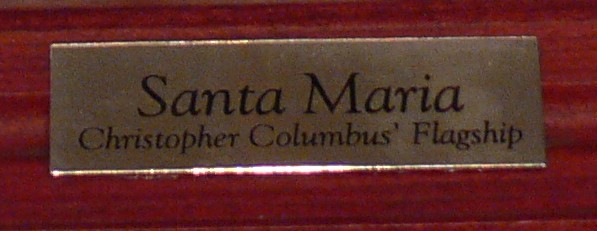 Santa Maria
Christopher Columbus' Flagship